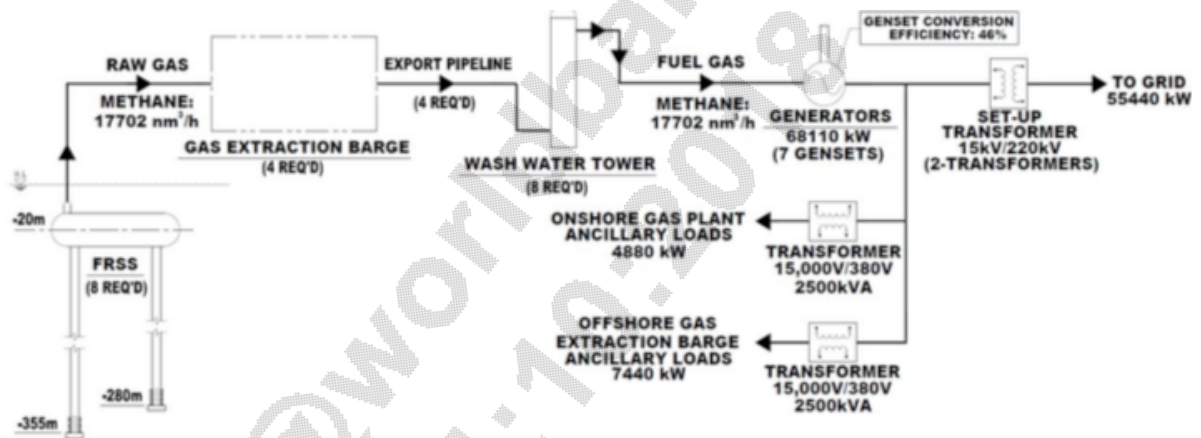 GENSET CONVERSION
EFFICIENCY: 46%
RAW GAS
METHANE:
17702 nm³/h
GAS EXTRACTION BARGE
(4 REQ'D)
EXPORT PIPELINE
(4 REQ'D)
WASH WATER TOWER
(8 REQ'D)
FUEL GAS
METHANE:
17702 nm³/h
GENERATORS
68110 kW
(7 GENSETS)
TO GRID
55440 kW
SET-UP
TRANSFORMER
15kV/220kV
(2-TRANSFORMERS)
-20m
FRSS
(8 REQ'D)
-280m
-355m
ONSHORE GAS PLANT
ANCILLARY LOADS
4880 kW
TRANSFORMER
15,000V/380V
2500kVA
OFFSHORE GAS
EXTRACTION BARGE
ANCILLARY LOADS
7440 kW
TRANSFORMER
15,000V/380V
2500kVA